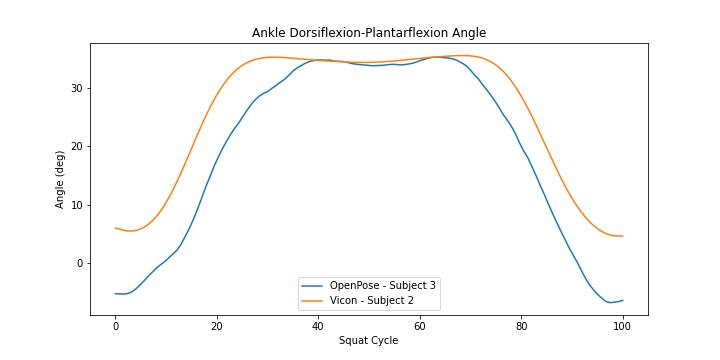 Ankle Dorsiflexion-Plantarflexion Angle
Angle (deg)
30
20
10
0
OpenPose - Subject 3
Vicon - Subject 2
0 20 40 60 80 100
Squat Cycle